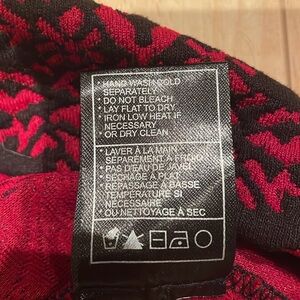 * HAND WASH COLD
SEPARATELY
* DO NOT BLEACH
* LAY FLAT TO DRY
* IRON LOW HEAT IF
NECESSARY
* OR DRY CLEAN
* LAVER À LA MAIN
SÉPARÉMENT À FROID
* PAS D'EAU DE JAVEL
* SÉCHAGE À PLAT
* REPASSAGE À BASSE
TEMPERATURE SI
NÉCESSAIRE
* OU NETTOYAGE À SEC